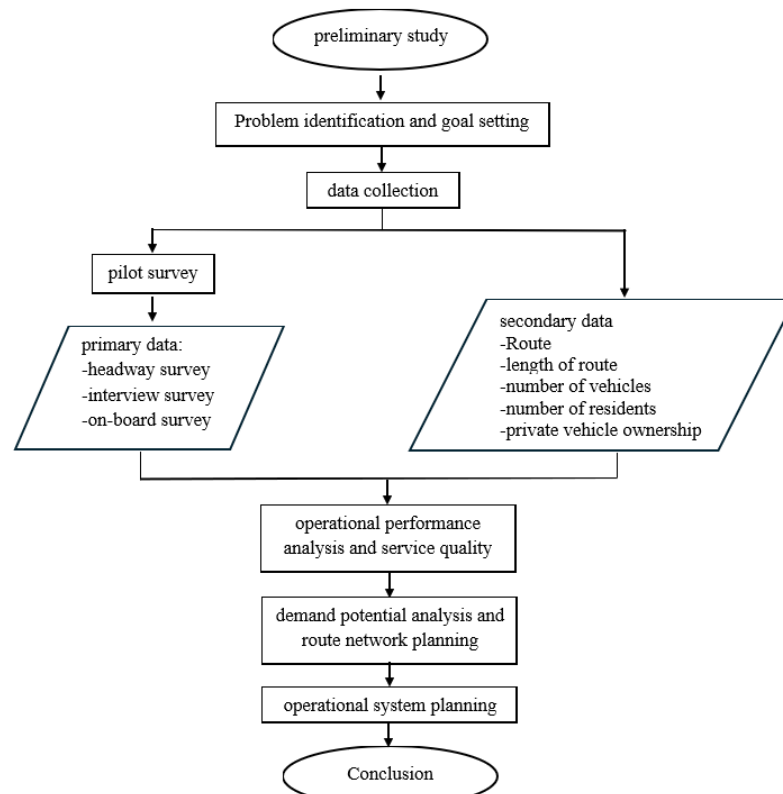 preliminary study
Problem identification and goal setting
data collection
pilot survey
primary data:
-headway survey
-interview survey
-on-board survey
secondary data
-Route
-length of route
-number of vehicles
-number of residents
-private vehicle ownership
operational performance
analysis and service quality
demand potential analysis and
route network planning
operational system planning
Conclusion